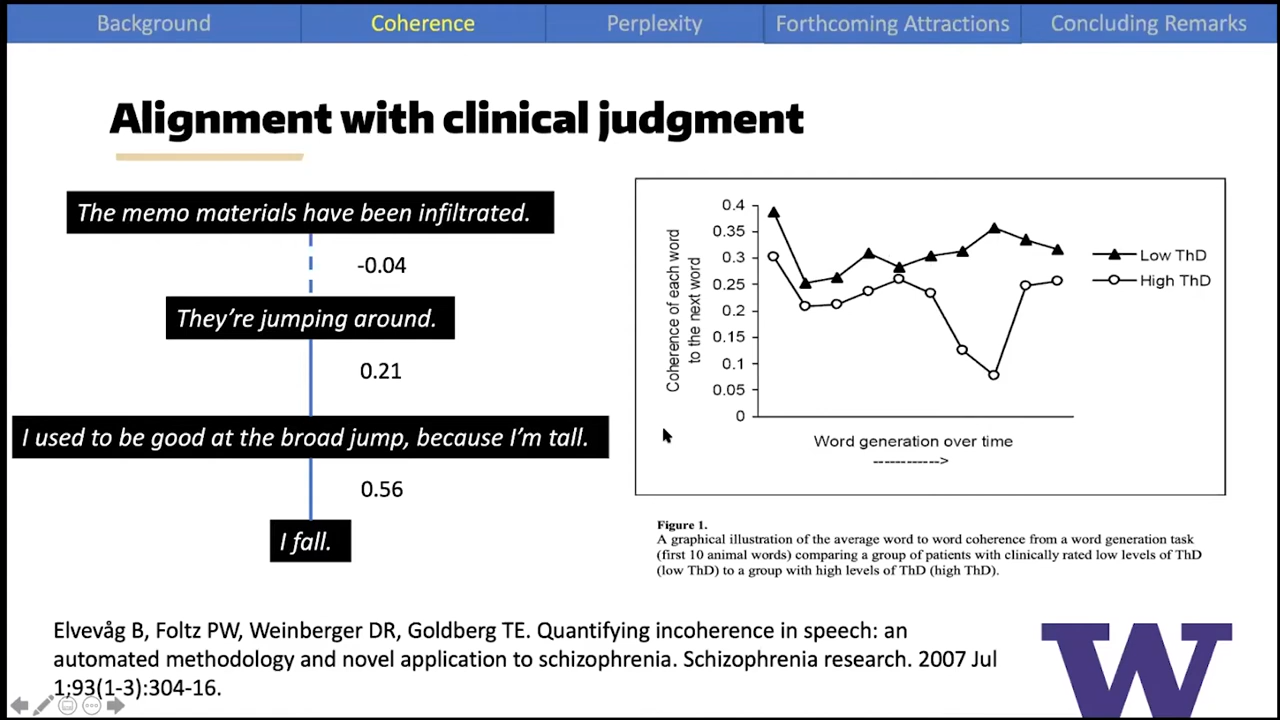 Background
Coherence
Perplexity
Forthcoming Attractions
Concluding Remarks
Alignment with clinical judgment
The memo materials have been infiltrated.
-0.04
They’re jumping around.
0.21
I used to be good at the broad jump, because I’m tall.
0.56
I fall.
Coherence of each word
to the next word
0.4
0.35
0.3
0.25
0.2
0.15
0.1
0.05
0
Word generation over time
------------>
Low ThD
High ThD
Figure 1.
A graphical illustration of the average word to word coherence from a word generation task
(first 10 animal words) comparing a group of patients with clinically rated low levels of ThD
(low ThD) to a group with high levels of ThD (high ThD).
Elvevåg B, Foltz PW, Weinberger DR, Goldberg TE. Quantifying incoherence in speech: an
automated methodology and novel application to schizophrenia. Schizophrenia research. 2007 Jul
1;93(1-3):304-16.
W